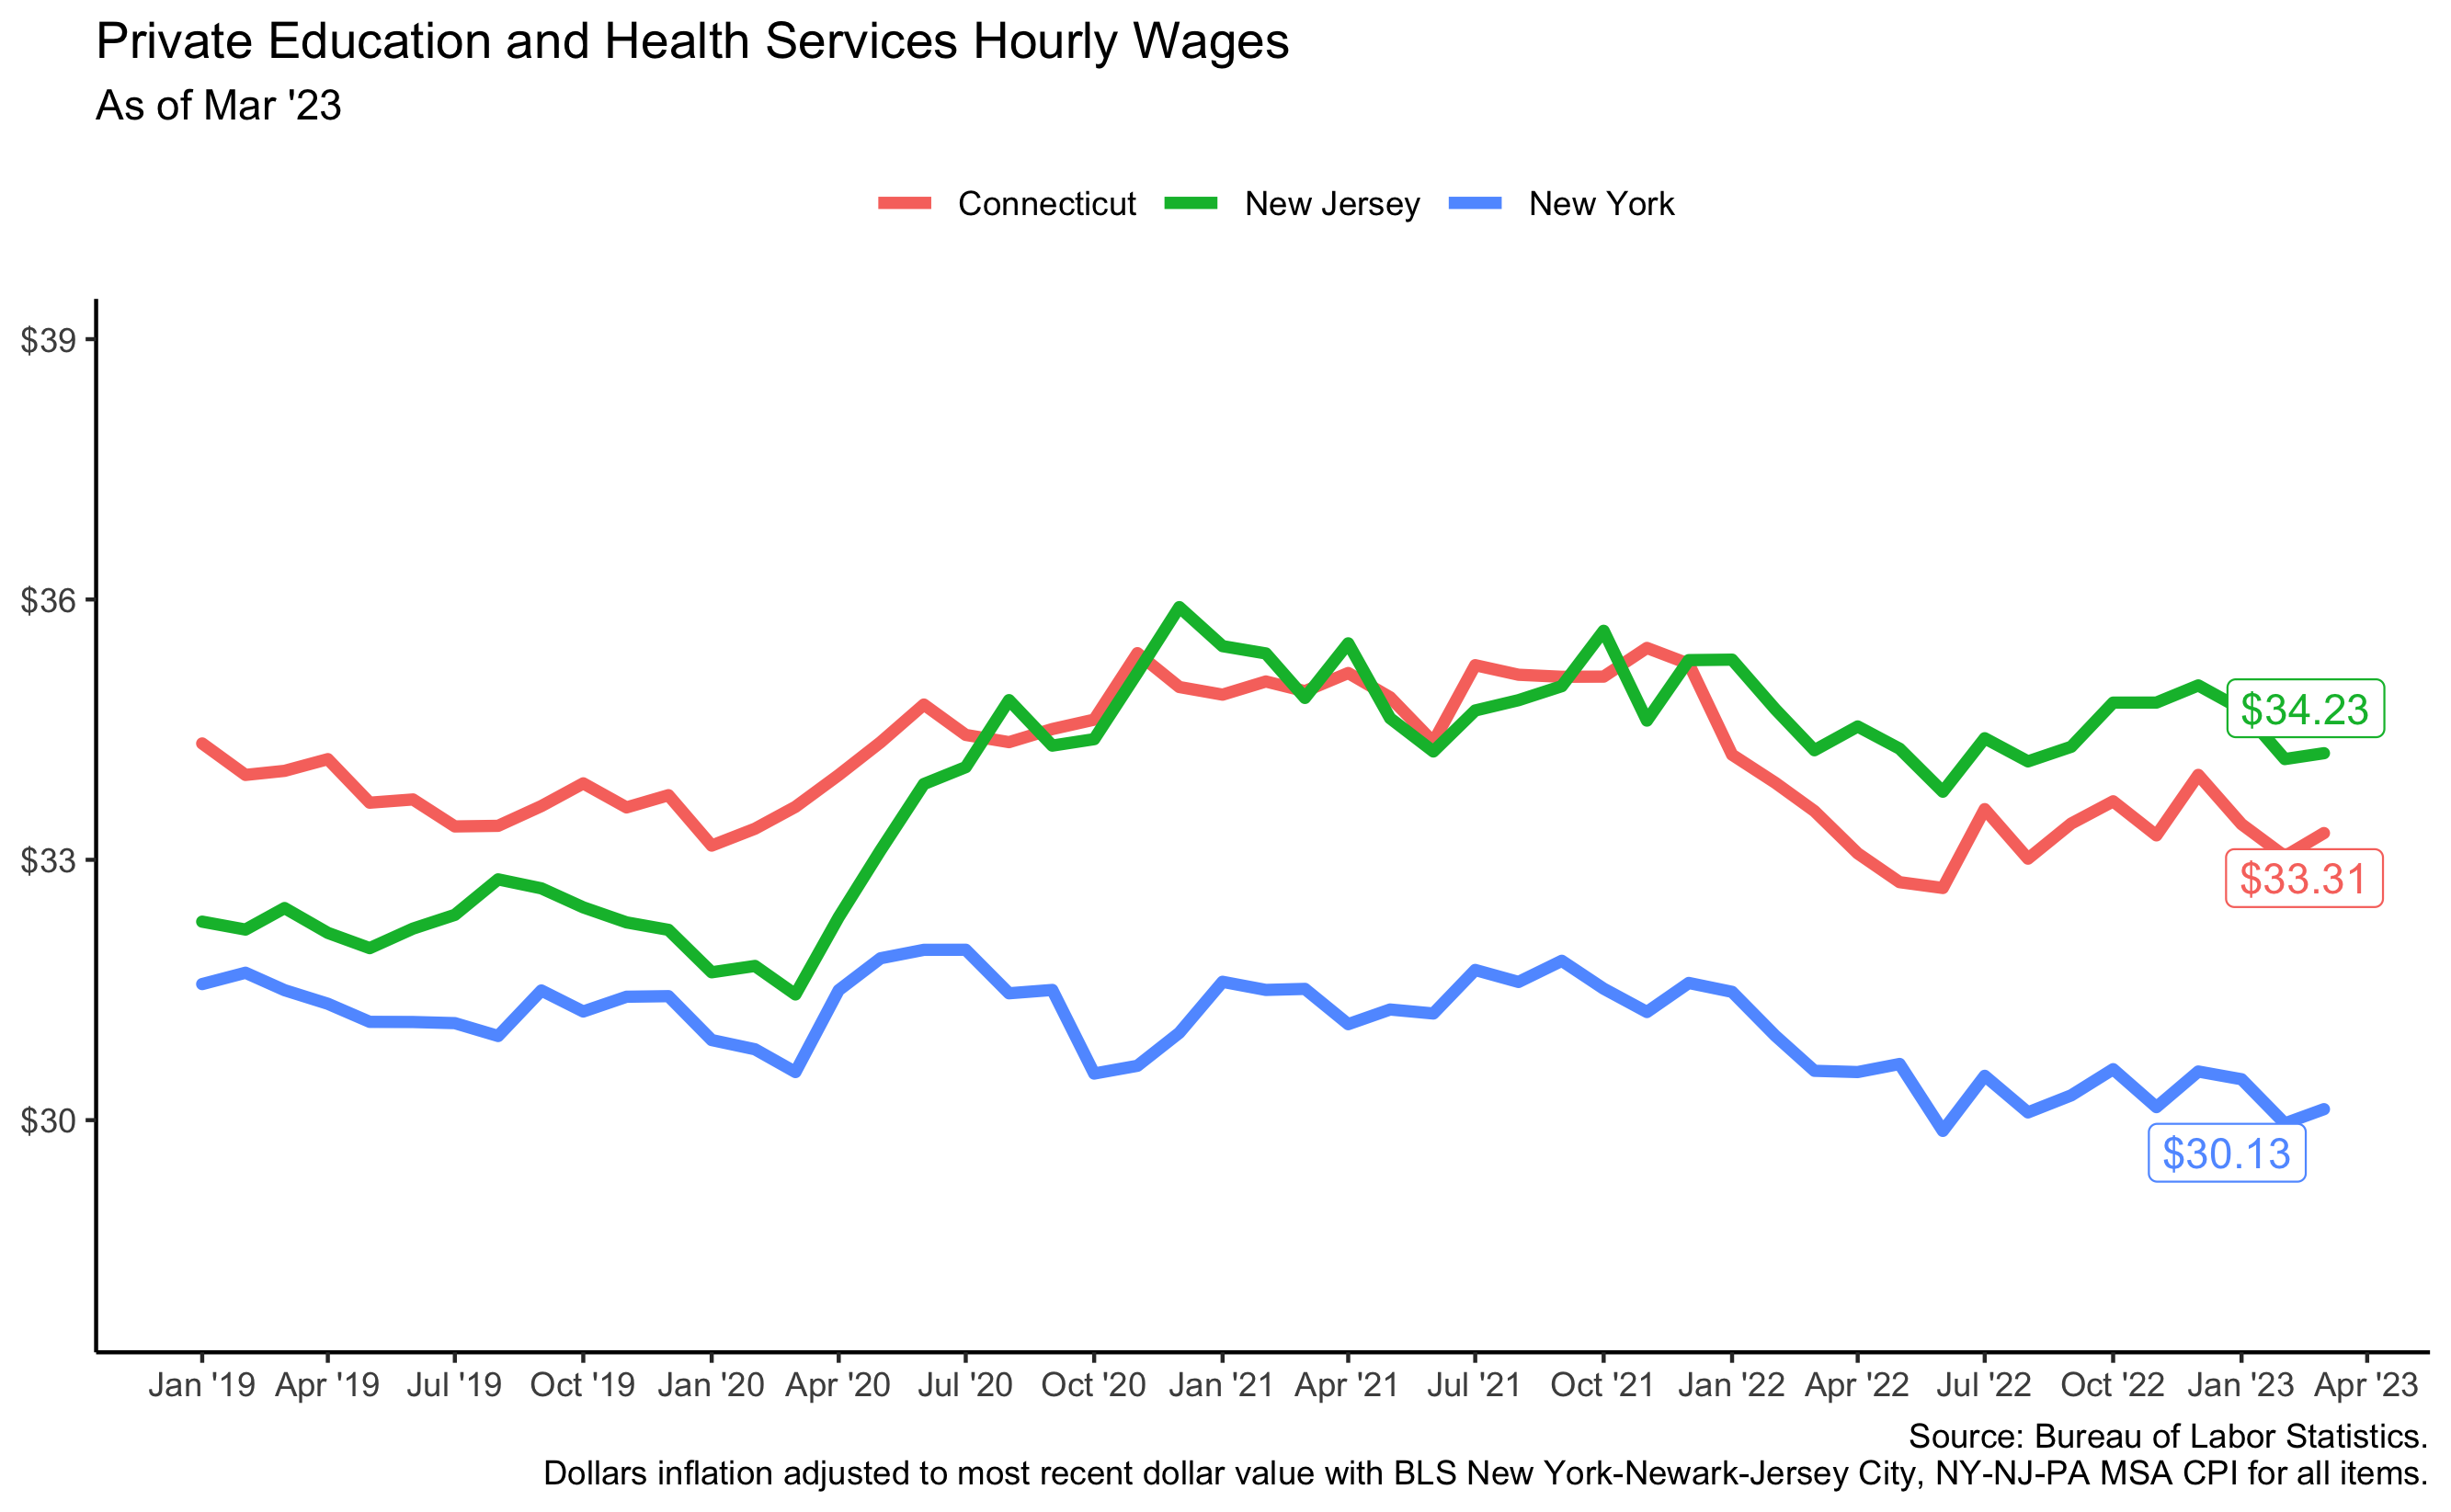 Private Education and Health Services Hourly Wages
As of Mar '23
Connecticut New Jersey New York
$39
$36
$33
$30
$34.23
$33.31
$30.13
Jan '19 Apr '19 Jul '19 Oct '19 Jan '20 Apr '20 Jul '20 Oct '20 Jan '21 Apr '21 Jul '21 Oct '21 Jan '22 Apr '22 Jul '22 Oct '22 Jan '23 Apr '23
Source: Bureau of Labor Statistics.
Dollars inflation adjusted to most recent dollar value with BLS New York-Newark-Jersey City, NY-NJ-PA MSA CPI for all items.